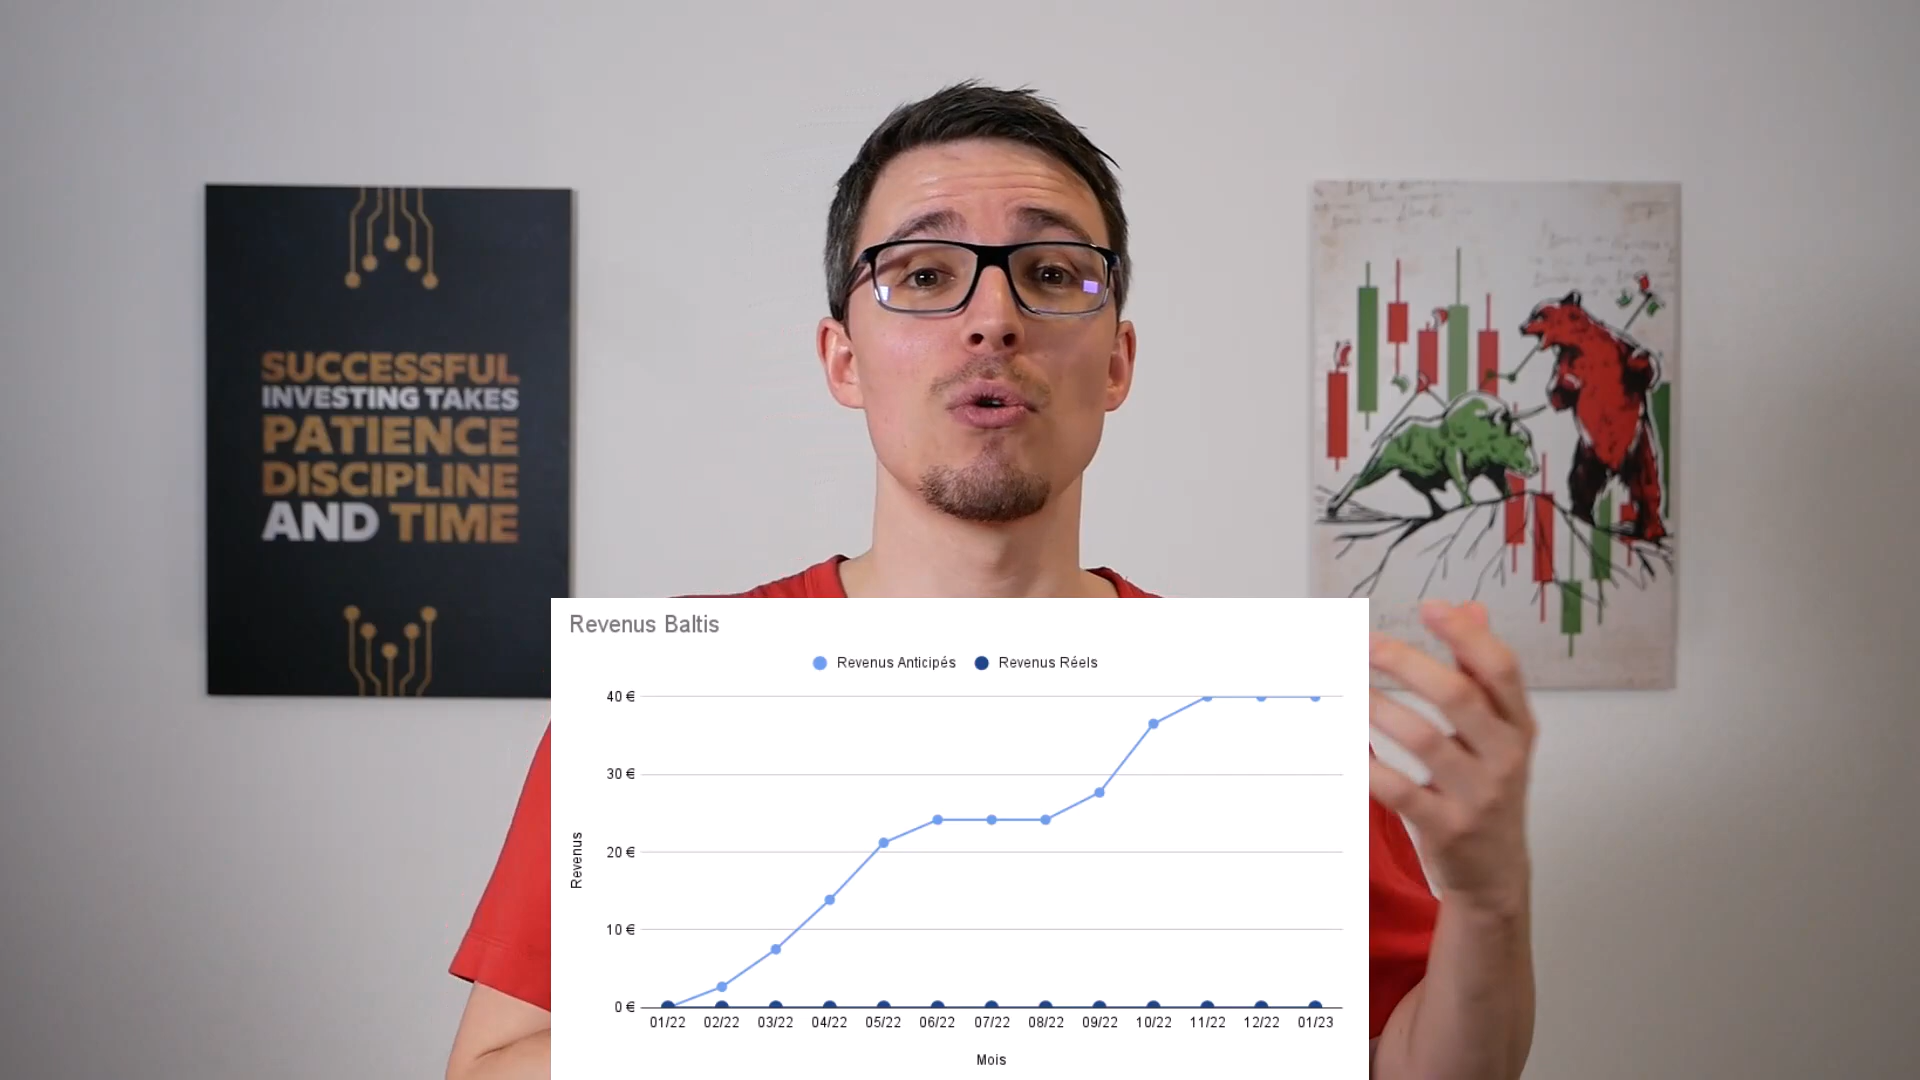 SUCCESSFUL
INVESTING TAKES
PATIENCE
DISCIPLINE
AND TIME
Revenus Baltis
Revenus Anticipés
Revenus Réels
40 €
30 €
20 €
10 €
0 €
Revenus
01/22 02/22 03/22 04/22 05/22 06/22 07/22 08/22 09/22 10/22 11/22 12/22 01/23
Mois